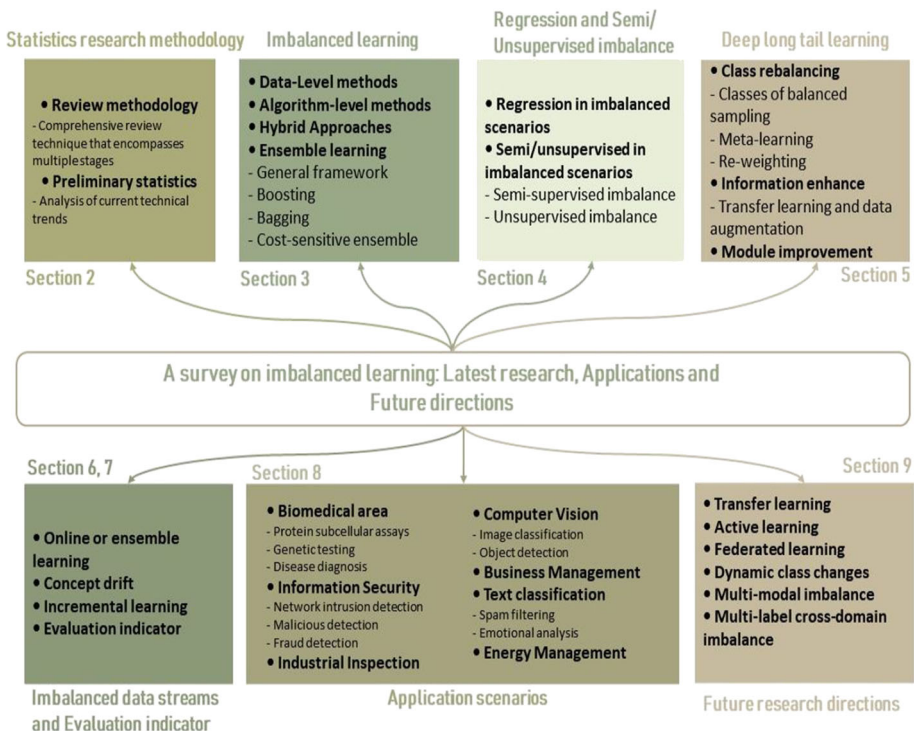 Statistics research methodology
• Review methodology
- Comprehensive review
technique that encompasses
multiple stages
• Preliminary statistics
- Analysis of current technical
trends
Section 2
Imbalanced learning
• Data-Level methods
• Algorithm-level methods
• Hybrid Approaches
• Ensemble learning
- General framework
- Boosting
- Bagging
- Cost-sensitive ensemble
Section 3
Regression and Semi/
Unsupervised imbalance
• Regression in imbalanced
scenarios
• Semi/unsupervised in
imbalanced scenarios
- Semi-supervised imbalance
- Unsupervised imbalance
Section 4
Deep long tail learning
• Class rebalancing
- Classes of balanced
sampling
- Meta-learning
- Re-weighting
• Information enhance
- Transfer learning and data
augmentation
• Module improvement
Section 5
A survey on imbalanced learning: Latest research, Applications and
Future directions
Section 6, 7
• Online or ensemble
learning
• Concept drift
• Incremental learning
• Evaluation indicator
Imbalanced data streams
and Evaluation indicator
Section 8
• Biomedical area
- Protein subcellular assays
- Genetic testing
- Disease diagnosis
• Information Security
- Network intrusion detection
- Malicious detection
- Fraud detection
• Industrial Inspection
• Computer Vision
- Image classification
- Object detection
• Business Management
• Text classification
- Spam filtering
- Emotional analysis
• Energy Management
Application scenarios
Section 9
• Transfer learning
• Active learning
• Federated learning
• Dynamic class changes
• Multi-modal imbalance
• Multi-label cross-domain
imbalance
Future research directions